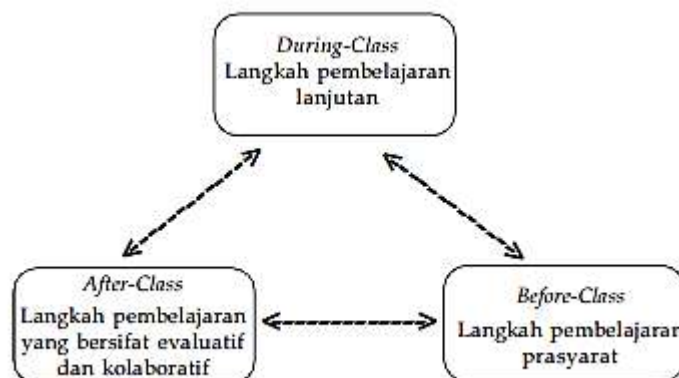 During-Class
Langkah pembelajaran
lanjutan
After-Class
Langkah pembelajaran
yang bersifat evaluatif
dan kolaboratif
Before-Class
Langkah pembelajaran
prasyarat